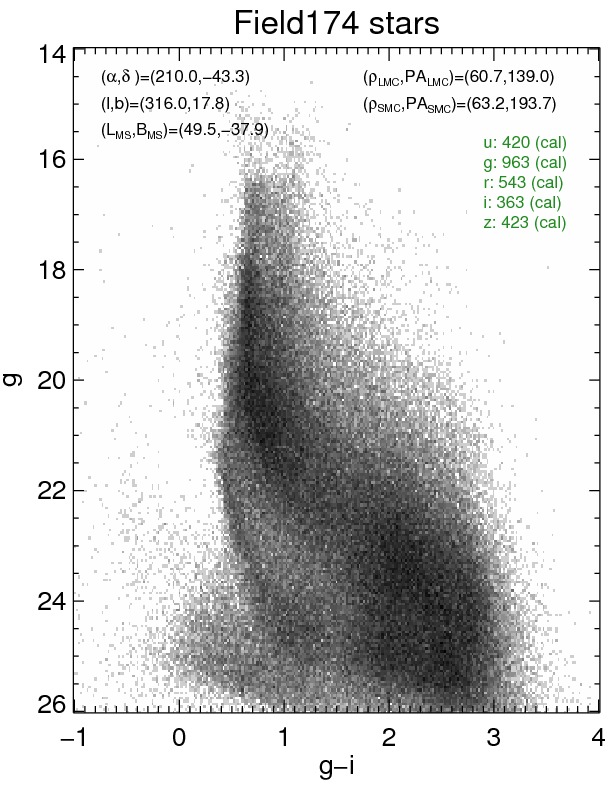 Field174 stars
(α,δ)=(210.0,−43.3)
(ρLMC,PALMC)=(60.7,139.0)
(l,b)=(316.0,17.8)
(ρSMC,PASMC)=(63.2,193.7)
(LMS,BMS)=(49.5,−37.9)
u: 420 (cal)
g: 963 (cal)
r: 543 (cal)
i: 363 (cal)
z: 423 (cal)
14
16
18
20
22
24
26
g
−1 0 1 2 3 4
g−i